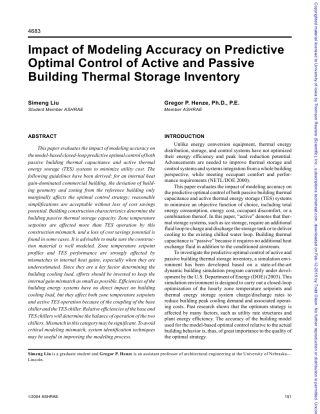 4683
Impact of Modeling Accuracy on Predictive
Optimal Control of Active and Passive
Building Thermal Storage Inventory
Simeng Liu
Student Member ASHRAE
Gregor P. Henze, Ph.D., P.E.
Member ASHRAE
ABSTRACT
This paper evaluates the impact of modeling accuracy on
the model-based closed-loop predictive optimal control of both
passive building thermal capacitance and active thermal
energy storage (TES) systems to minimize utility cost. The
following guidelines have been derived: for an internal heat
gain-dominated commercial building, the deviation of build-
ing geometry and zoning from the reference building only
marginally affects the optimal control strategy; reasonable
simplifications are acceptable without loss of cost savings
potential. Building construction characteristics determine the
building passive thermal storage capacity. Zone temperature
setpoints are affected more than TES operation by this
construction mismatch, and a loss of cost savings potential is
found in some cases. It is advisable to make sure the construc-
tion material is well modeled. Zone temperature setpoint
profiles and TES performance are strongly affected by
mismatches in internal heat gains, especially when they are
underestimated. Since they are a key factor determining the
building cooling load, efforts should be invested to keep the
internal gain mismatch as small as possible. Efficiencies of the
building energy systems have no direct impact on building
cooling load, but they affect both zone temperature setpoints
and active TES operation because of the coupling of the base
chiller and the TES chiller. Relative efficiencies of the base and
TES chillers will determine the balance of operation of the two
chillers. Mismatch in this category may be significant. To avoid
critical modeling mismatch, system identification techniques
may be useful in improving the modeling process.
INTRODUCTION
Unlike energy conversion equipment, thermal energy
distribution, storage, and control systems have not optimized
their energy efficiency and peak load reduction potential.
Advancements are needed to improve thermal storage and
control systems and systems integration from a whole building
perspective, while meeting occupant comfort and perfor-
mance requirements (NETL/DOE 2000).
This paper evaluates the impact of modeling accuracy on
the predictive optimal control of both passive building thermal
capacitance and active thermal energy storage (TES) systems
to minimize an objective function of choice, including total
energy consumption, energy cost, occupant discomfort, or a
combination thereof. In this paper, "active" denotes that ther-
mal storage systems, such as ice storage, require an additional
fluid loop to charge and discharge the storage tank or to deliver
cooling to the existing chilled water loop. Building thermal
capacitance is "passive" because it requires no additional heat
exchange fluid in addition to the conditioned airstream.
To investigate the predictive optimal control of active and
passive building thermal storage inventory, a simulation envi-
ronment has been developed based on a state-of-the-art
dynamic building simulation program currently under devel-
opment by the U.S. Department of Energy (DOE) (2003). This
simulation environment is designed to carry out a closed-loop
optimization of the hourly zone temperature setpoints and
thermal energy storage system charge/discharge rates to
reduce building peak cooling demand and associated operat-
ing costs. Past research shows that the optimum strategy is
affected by many factors, such as utility rate structures and
plant energy efficiency. The accuracy of the building model
used for the model-based optimal control relative to the actual
building behavior is, thus, of great importance to the quality of
the optimal strategy.
Simeng Liu is a graduate student and Gregor P. Henze is an assistant professor of architectural engineering at the University of Nebraska—
Lincoln.
©2004 ASHRAE.
151